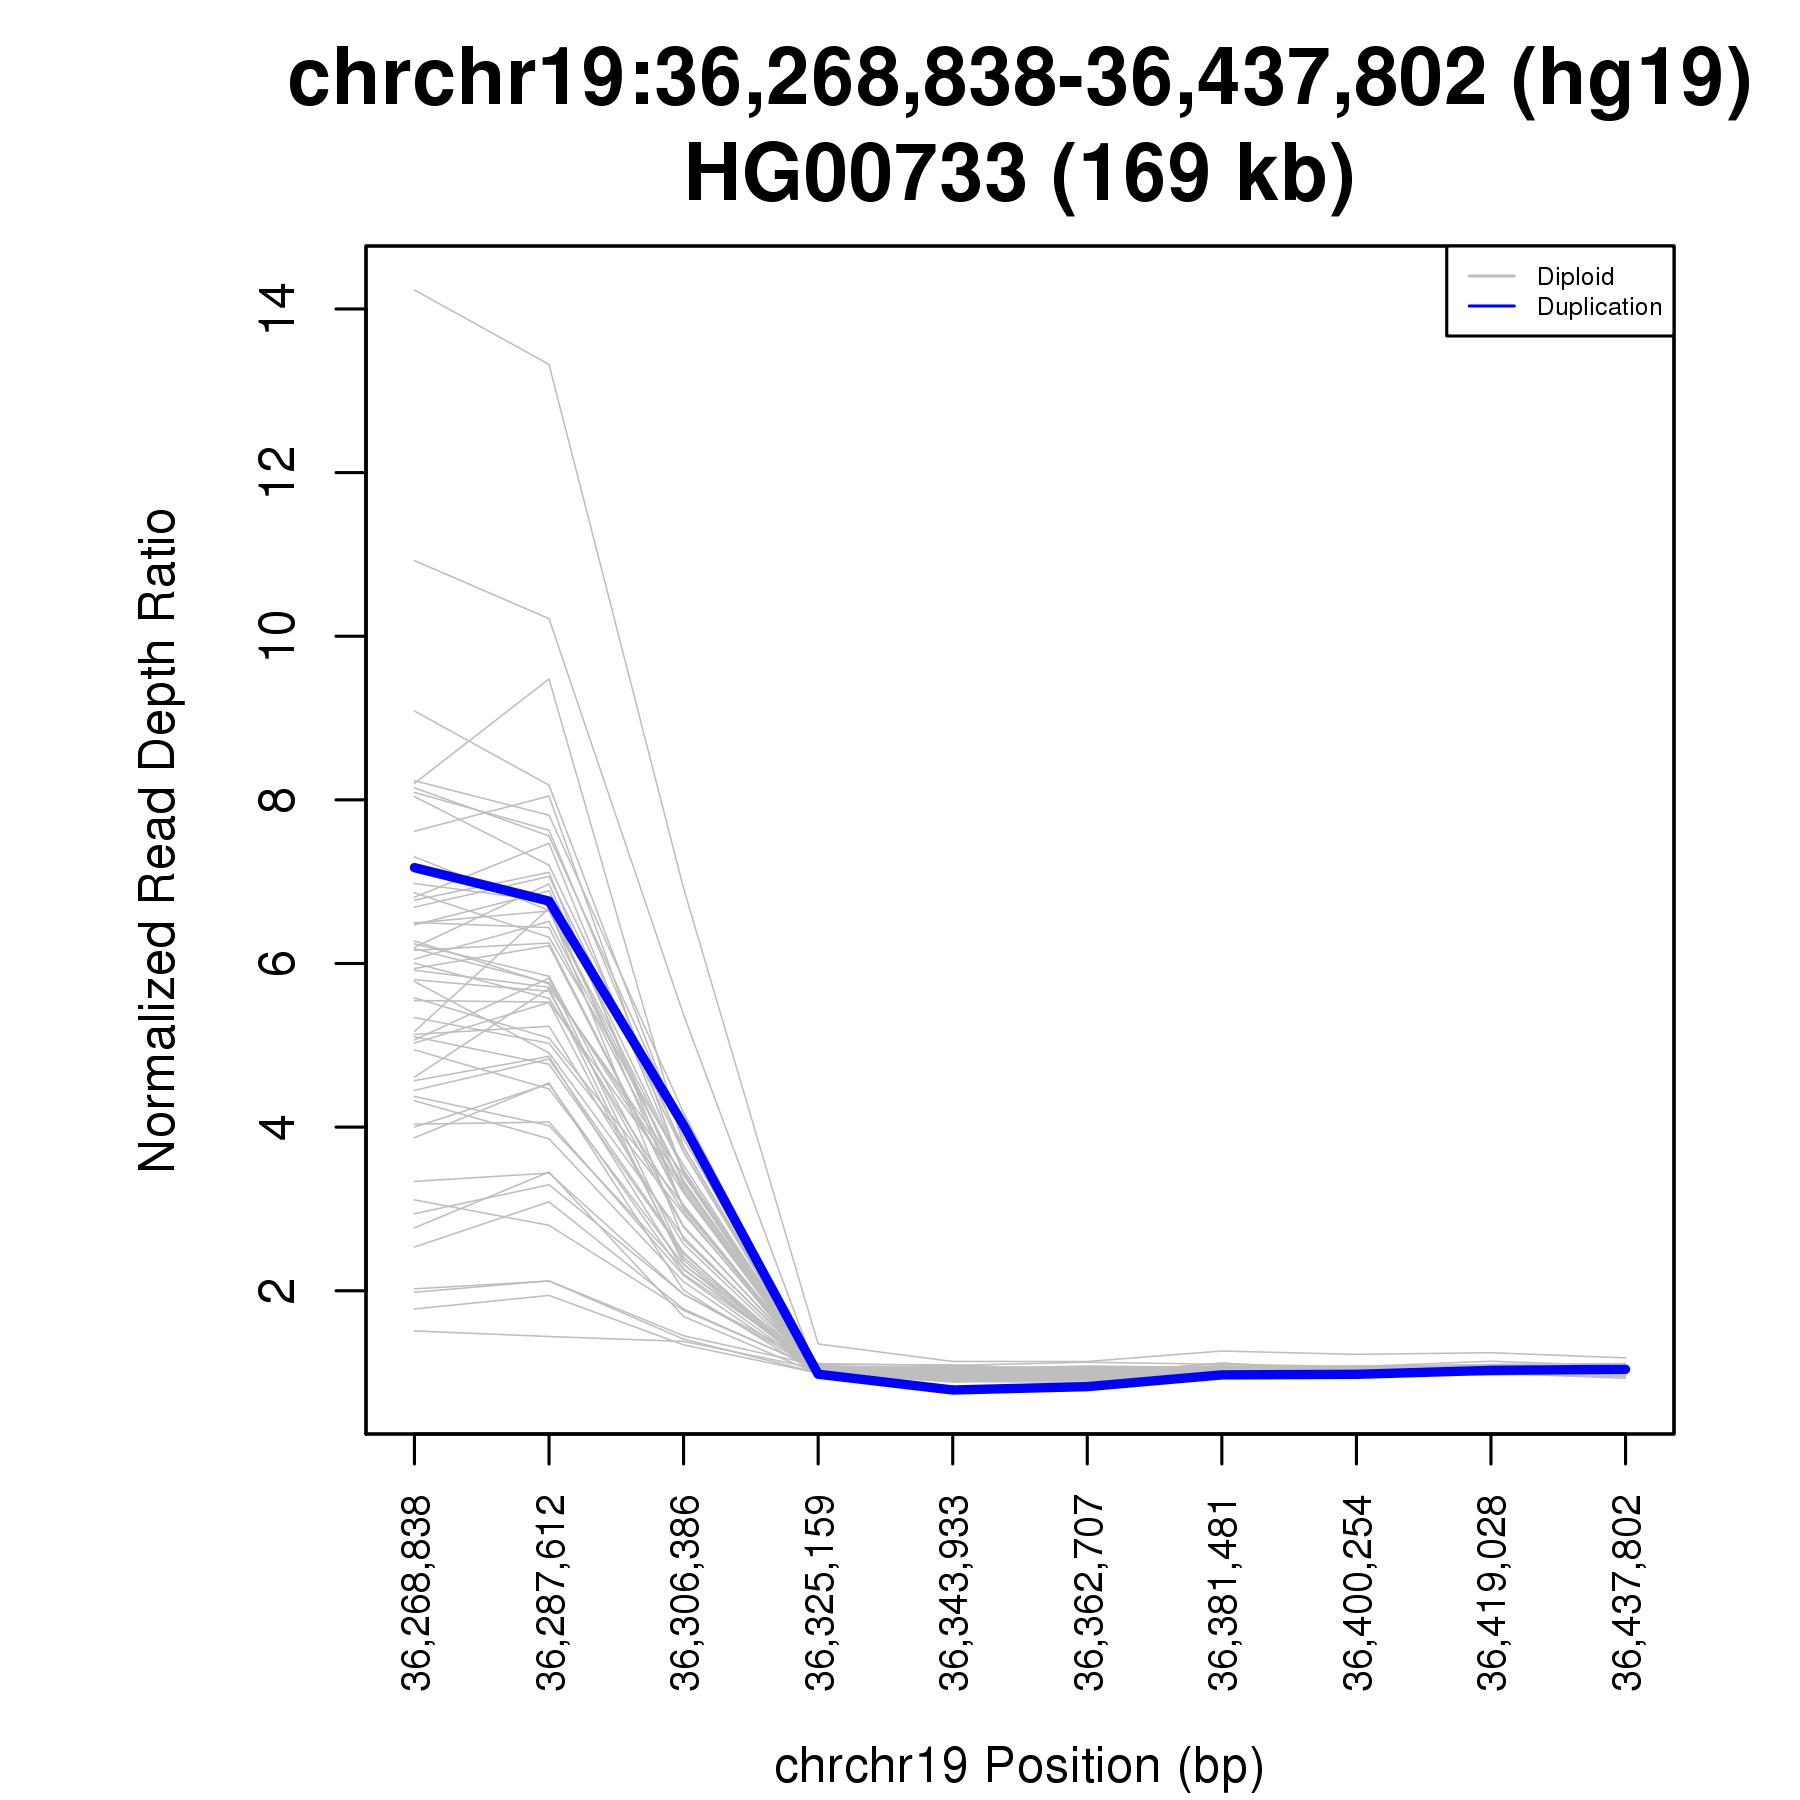 chrchr19:36,268,838-36,437,802 (hg19)
HG00733 (169 kb)
Diploid
Duplication
Normalized Read Depth Ratio
14
12
10
8
6
4
2
36,268,838
36,287,612
36,306,386
36,325,159
36,343,933
36,362,707
36,381,481
36,400,254
36,419,028
36,437,802
chrchr19 Position (bp)